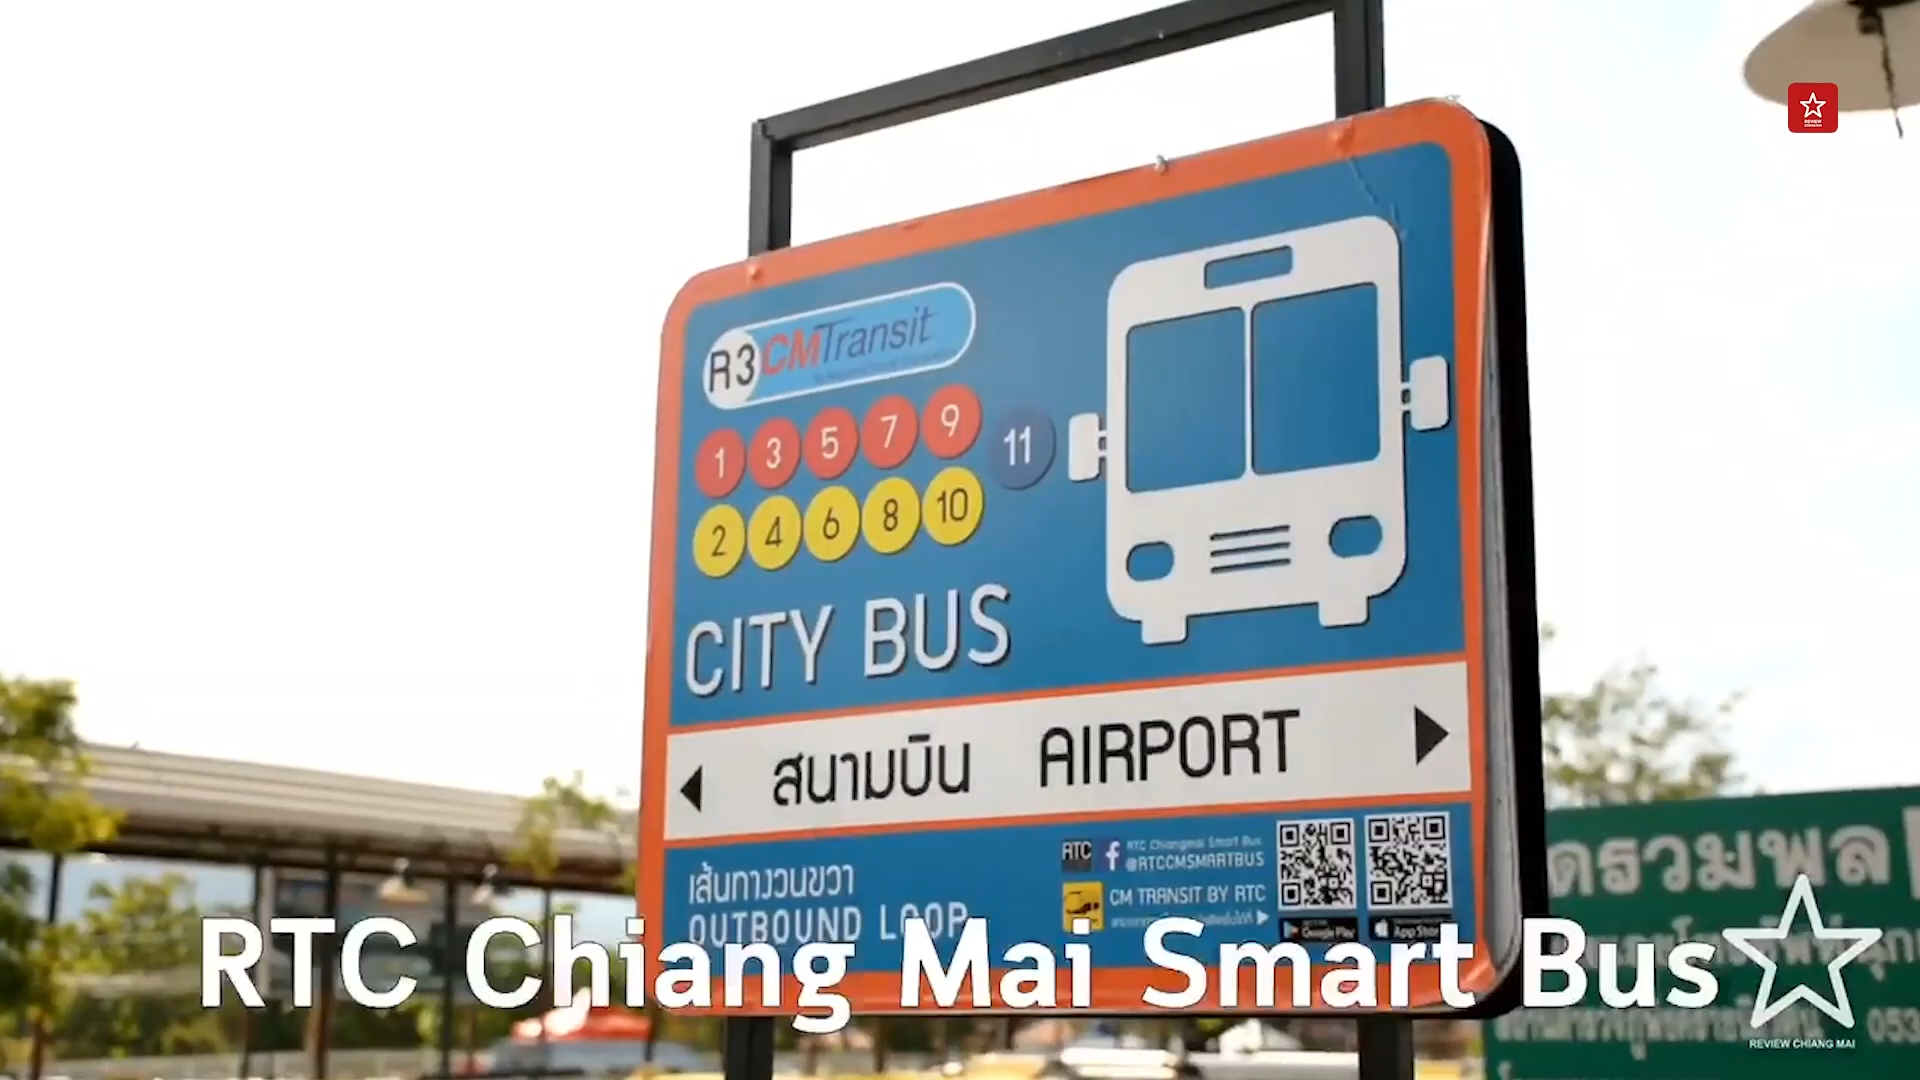 REVIEW
R3 CMTransit
1 3 5 7 9 11
2 4 6 8 10
CITY BUS
สนามบิน AIRPORT
RTC RTC Chiangmai Smart Bus
@RTCCMSMARTBUS
CM TRANSIT BY RTC
Google Play App Store
เส้นทางวนขวา
OUTBOUND LOOP
ดรวมพล
053
RTC Chiang Mai Smart Bus
REVIEW CHIANG MAI